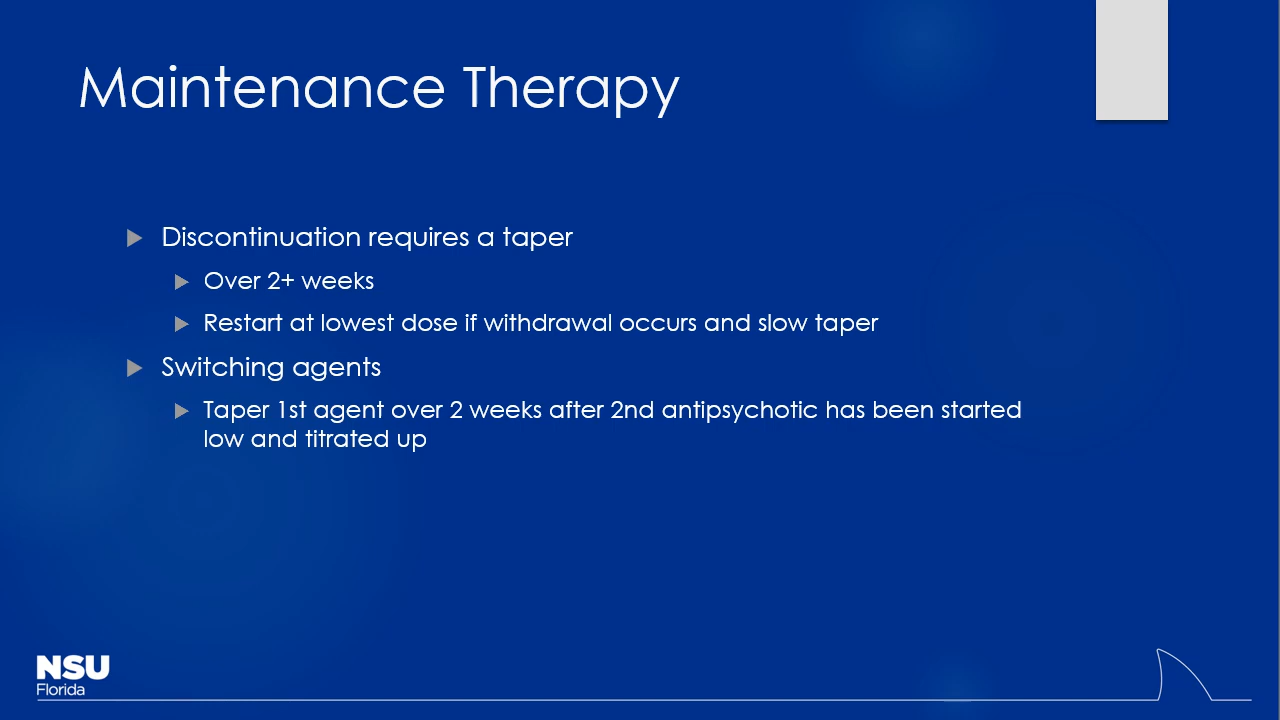 Maintenance Therapy
Discontinuation requires a taper
Over 2+ weeks
Restart at lowest dose if withdrawal occurs and slow taper
Switching agents
Taper 1st agent over 2 weeks after 2nd antipsychotic has been started
low and titrated up
NSU
Florida